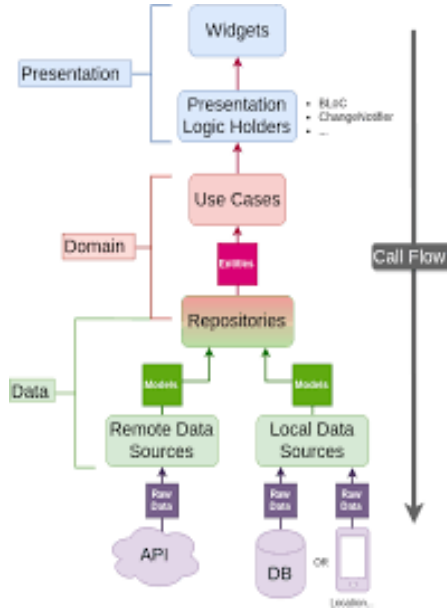 Widgets
Presentation
Presentation
Logic Holders
• BLoC
• ChangeNotifier
• ...
Use Cases
Domain
Entities
Call Flow
Repositories
Data
Models
Models
Remote Data
Sources
Local Data
Sources
Raw
Data
Raw
Data
Raw
Data
API
DB
OR
Location...